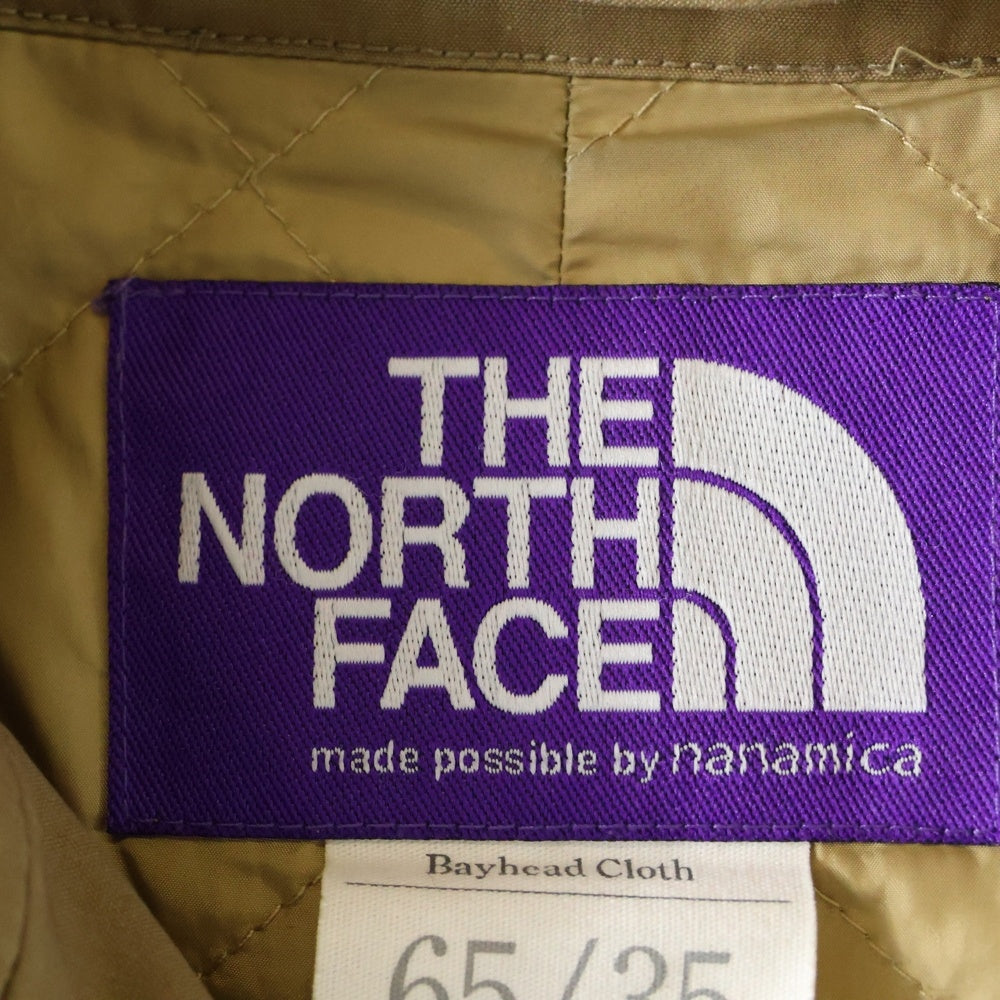 THE
NORTH
FACE
made possible by nanamica
Bayhead Cloth
65/35